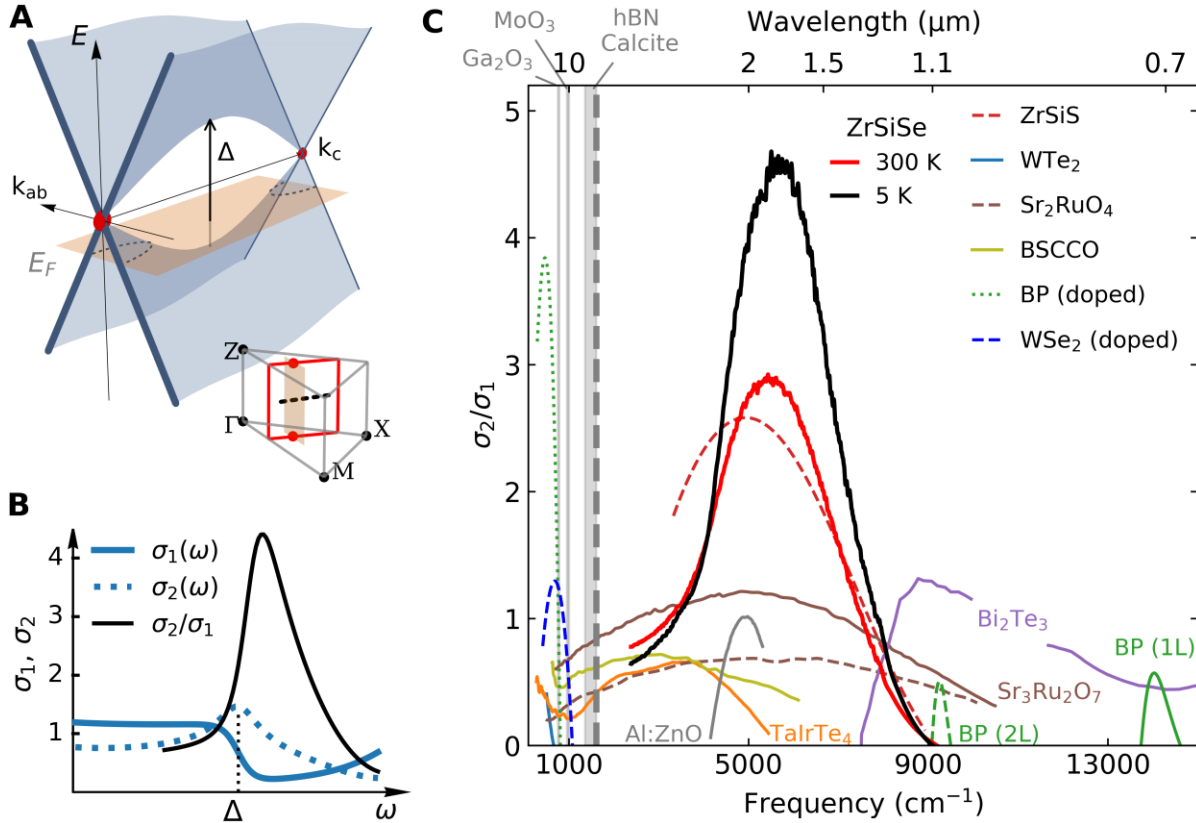 A
E
k_c
Δ
k_ab
E_F
Z
Γ
X
M
B
4
3
2
1
σ₁, σ₂
σ₁(ω)
σ₂(ω)
σ₂/σ₁
Δ
ω
C
Wavelength (μm)
MoO₃
hBN
Calcite
Ga₂O₃
10
2
1.5
1.1
0.7
5
4
3
2
1
0
σ₂/σ₁
ZrSiSe
300 K
5 K
ZrSiS
WTe₂
Sr₂RuO₄
BSCCO
BP (doped)
WSe₂ (doped)
Bi₂Te₃
BP (1L)
Sr₃Ru₂O₇
Al:ZnO
TaIrTe₄
BP (2L)
1000
5000
9000
13000
Frequency (cm⁻¹)